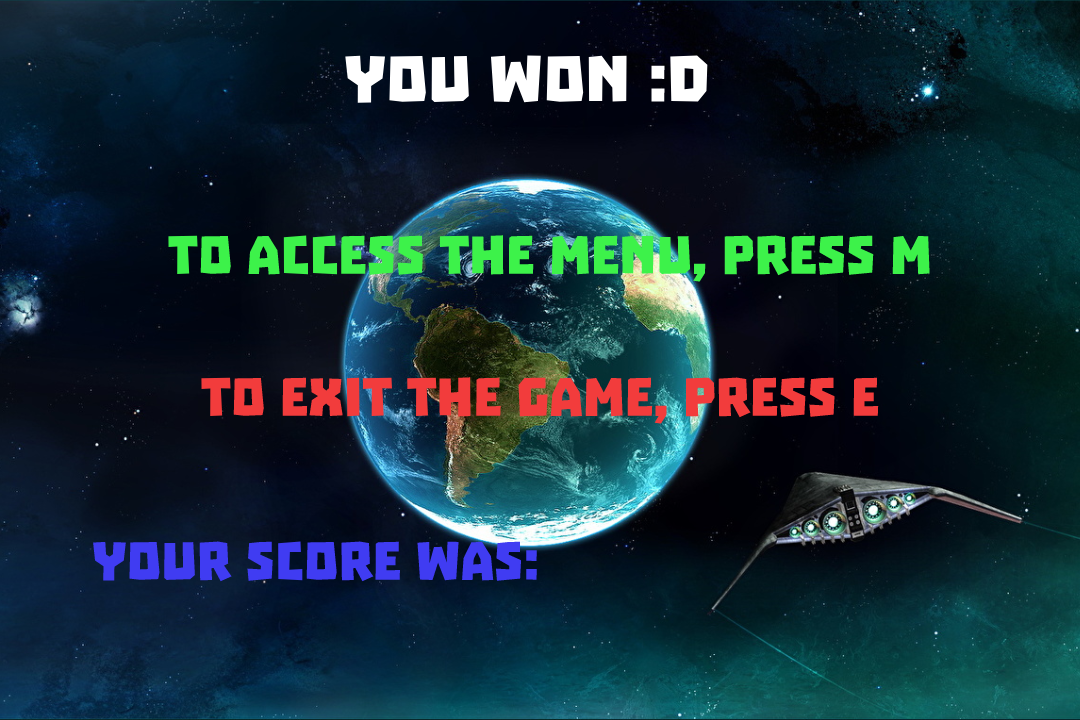 YOU WON :D
TO ACCESS THE MENU, PRESS M
TO EXIT THE GAME, PRESS E
YOUR SCORE WAS: